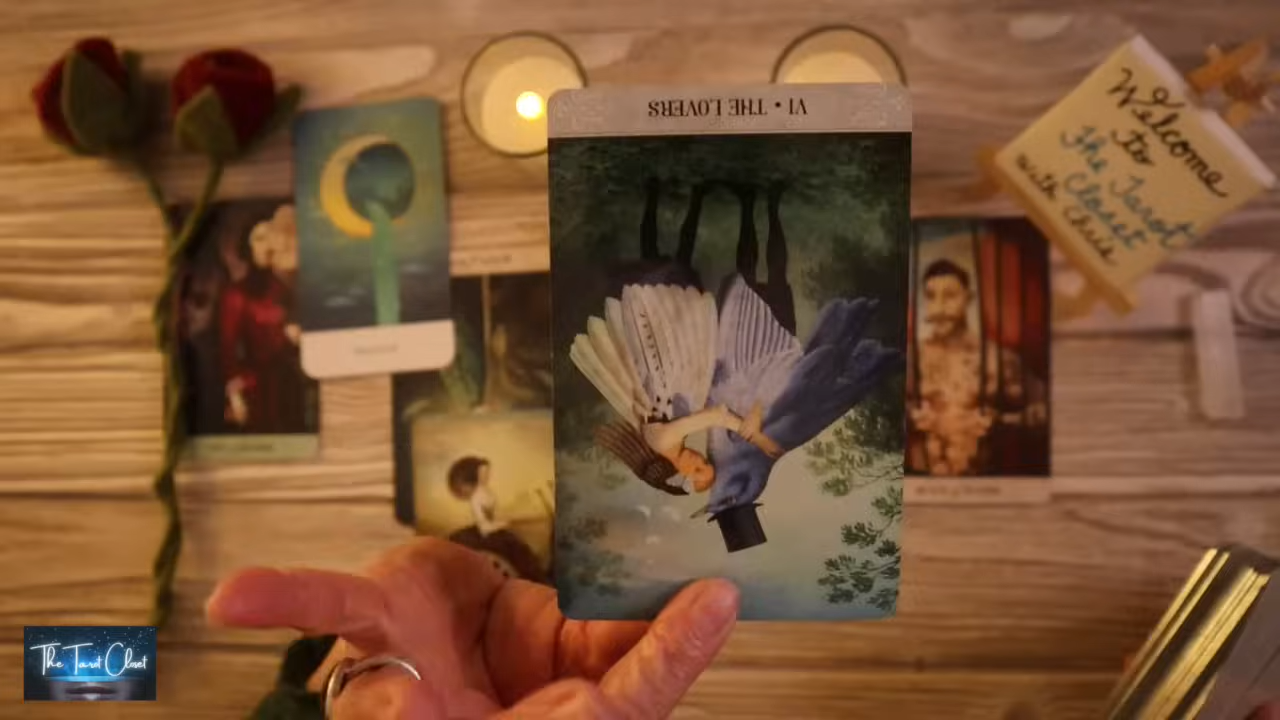 VI • THE LOVERS
Welcome
to
The Tarot
Closet
with Chris
The Tarot Closet